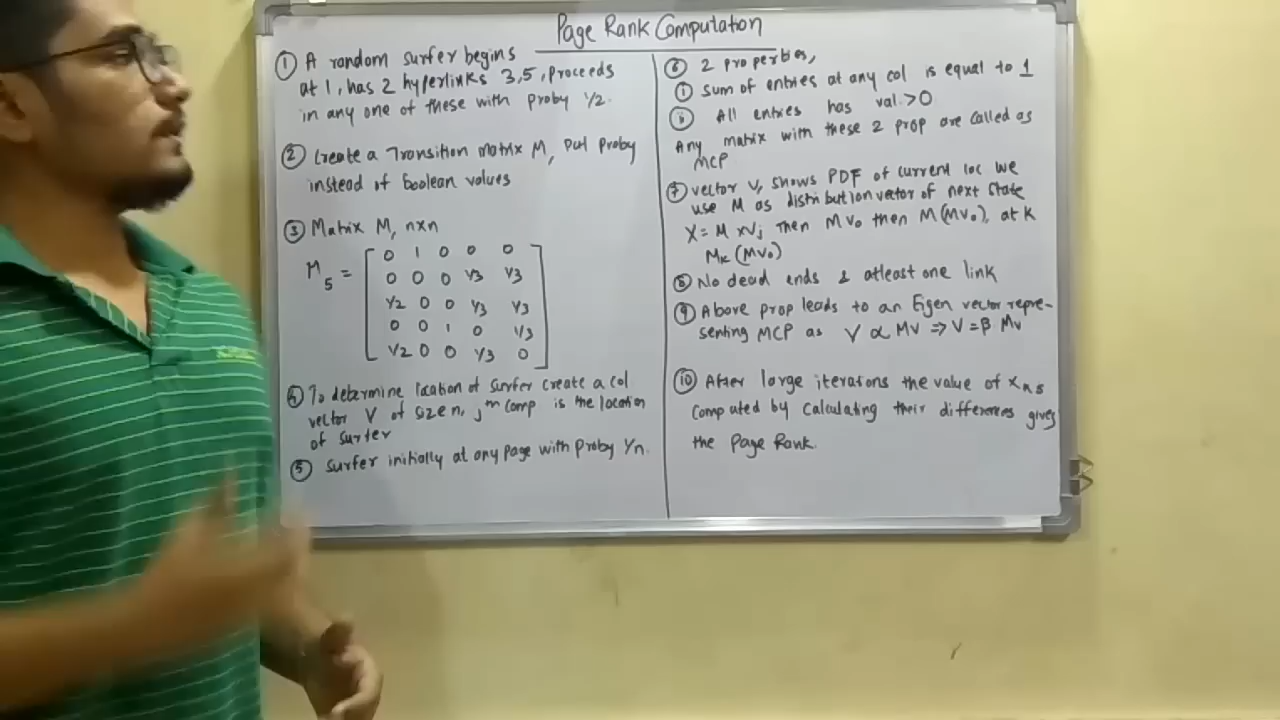 Page Rank Computation
① A random surfer begins
at 1, has 2 hyperlinks 3,5, proceeds
in any one of these with proby 1/2.
② Create a Transition matrix M, put proby
instead of boolean values
③ Matrix M, nxn
M5 =
0 1 0 0 0
0 0 0 1/3 1/3
1/2 0 0 1/3 1/3
0 0 1 0 1/3
1/2 0 0 1/3 0
④ To determine location of surfer create a col
vector V of size n, jth comp is the location
of surfer
⑤ surfer initially at any page with proby 1/n.
⑥ 2 properties,
① sum of entries at any col is equal to 1
② All entries has val. >0
Any matrix with these 2 prop are called as
MCP
⑦ vector v, shows PDF of current loc we
use M as distribution vector of next state
X = M x Vj Then MV0 then M(MV0), at K
MK (MV0)
⑧ No dead ends & atleast one link
⑨ Above prop leads to an Eigen vector repre-
senting MCP as V ∝ MV ⇒ V = β MV
⑩ After large iterations the value of
computed by calculating their differences gives
the Page Rank.